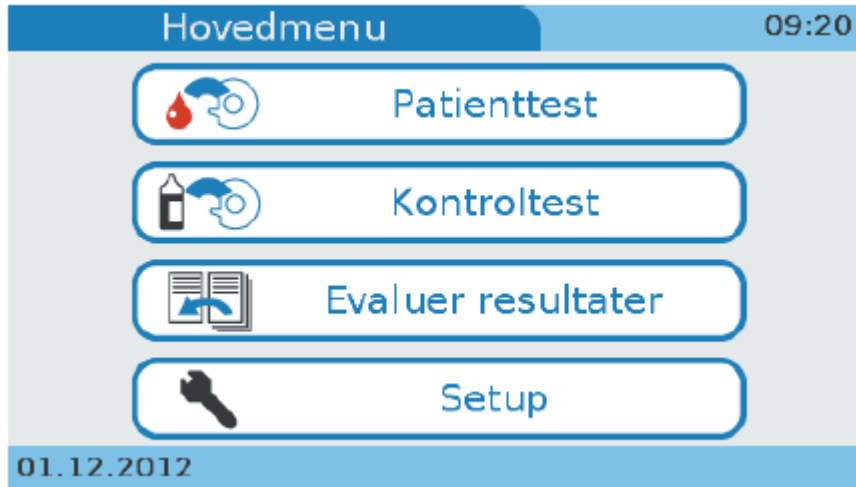 Hovedmenu
09:20
Patienttest
Kontroltest
Evaluer resultater
Setup
01.12.2012